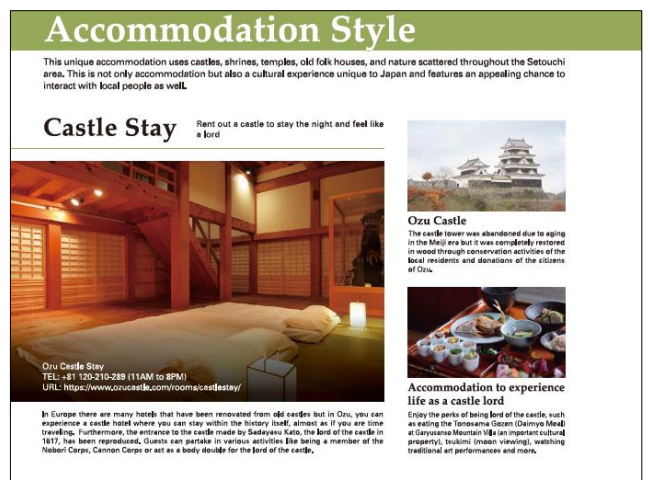 Accommodation Style
This unique accommodation uses castles, shrines, temples, old folk houses, and nature scattered throughout the Setouchi
area. This is not only accommodation but also a cultural experience unique to Japan and features an appealing chance to
interact with local people as well.
Castle Stay
Rent out a castle to stay the night and feel like
a lord
Ozu Castle Stay
TEL: +81 120-210-289 (11AM to 8PM)
URL: https://www.ozucastle.com/rooms/castlestay/
In Europe there are many hotels that have been renovated from old castles but in Ozu, you can
experience a castle hotel where you can stay within the history itself, almost as if you are time
traveling. Furthermore, the entrance to the castle made by Sadayasu Kato, the lord of the castle in
1617, has been reproduced. Guests can partake in various activities like being a member of the
Nobori Corps, Cannon Corps or act as a body double for the lord of the castle.
Ozu Castle
The castle tower was abandoned due to aging
in the Meiji era but it was completely restored
in wood through conservation activities of the
local residents and donations of the citizens
of Ozu.
Accommodation to experience
life as a castle lord
Enjoy the perks of being lord of the castle, such
as eating the Tonosama Gozen (Daimyo Meal)
at Garyusanso Mountain Villa (an important cultural
property), tsukimi (moon viewing), watching
traditional art performances and more.